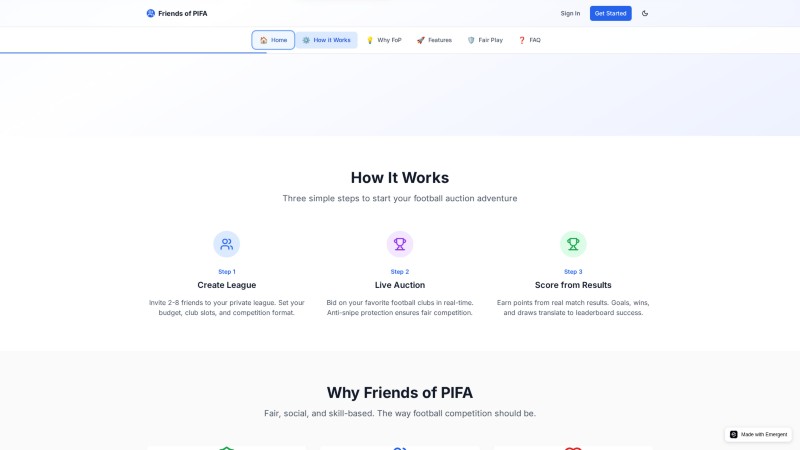 Friends of PIFA
Sign In
Get Started
Home
How It Works
Why FoP
Features
Fair Play
FAQ
How It Works
Three simple steps to start your football auction adventure
Step 1
Create League
Invite 2-8 friends to your private league. Set your
budget, club slots, and competition format.
Step 2
Live Auction
Bid on your favorite football clubs in real-time.
Anti-snipe protection ensures fair competition.
Step 3
Score from Results
Earn points from real match results. Goals, wins,
and draws translate to leaderboard success.
Why Friends of PIFA
Fair, social, and skill-based. The way football competition should be.
Made with Emergent